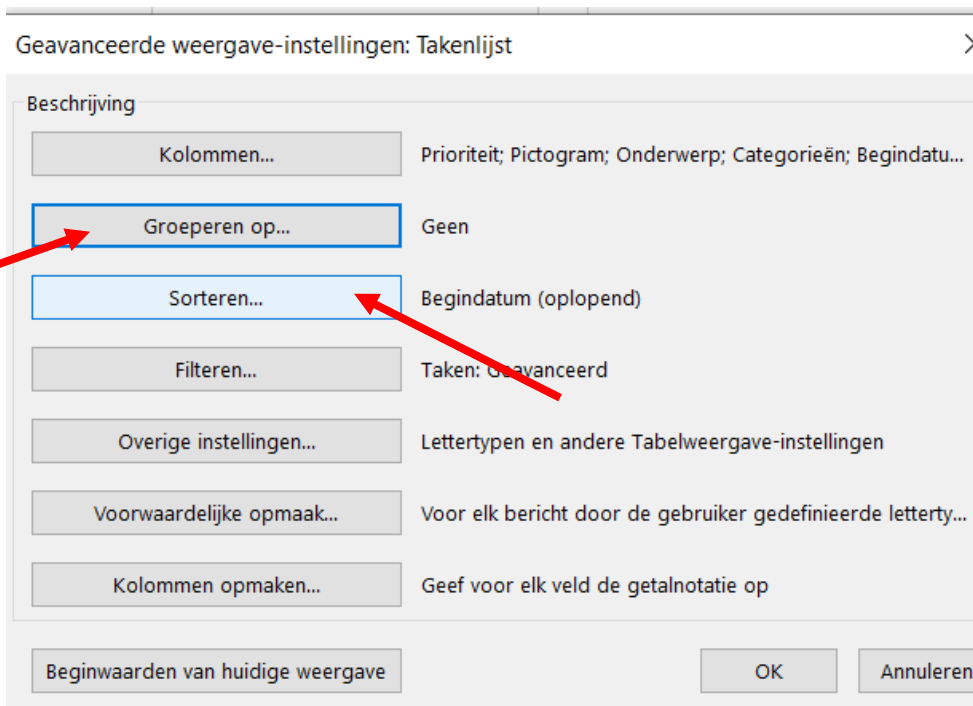 Geavanceerde weergave-instellingen: Takenlijst
Beschrijving
Kolommen... Prioriteit; Pictogram; Onderwerp; Categorieën; Begindatu...
Groeperen op... Geen
Sorteren... Begindatum (oplopend)
Filteren... Taken: Geavanceerd
Overige instellingen... Lettertypen en andere Tabelweergave-instellingen
Voorwaardelijke opmaak... Voor elk bericht door de gebruiker gedefinieerde letterty...
Kolommen opmaken... Geef voor elk veld de getalnotatie op
Beginwaarden van huidige weergave OK Annuleren